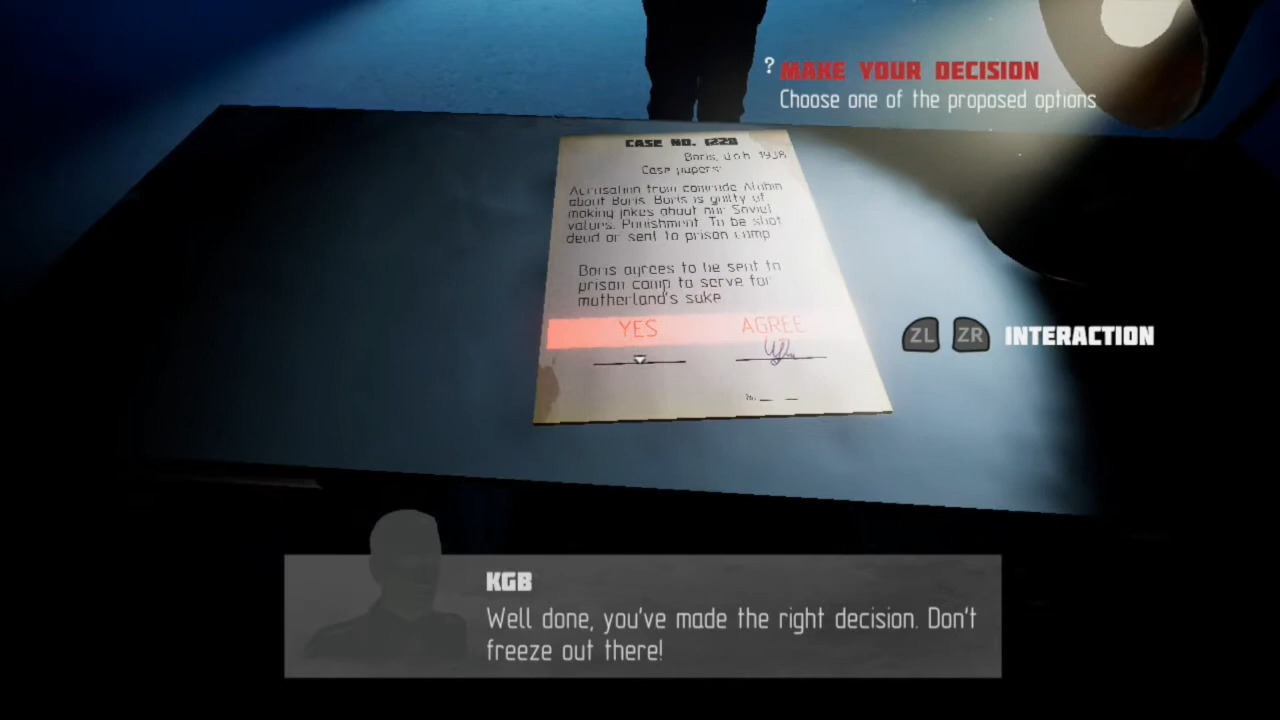 ?
MAKE YOUR DECISION
Choose one of the proposed options
CASE NO. 1220
Boris, Job 1938
Case papers:
Accusation from comrade Alabin
about Boris. Boris is guilty of
making jokes about our Soviet
values. Punishment: To be shot
dead or sent to prison camp
Boris agrees to be sent to
prison camp to serve for
motherland's sake
YES AGREE
ZL ZR INTERACTION
KGB
Well done, you've made the right decision. Don't
freeze out there!